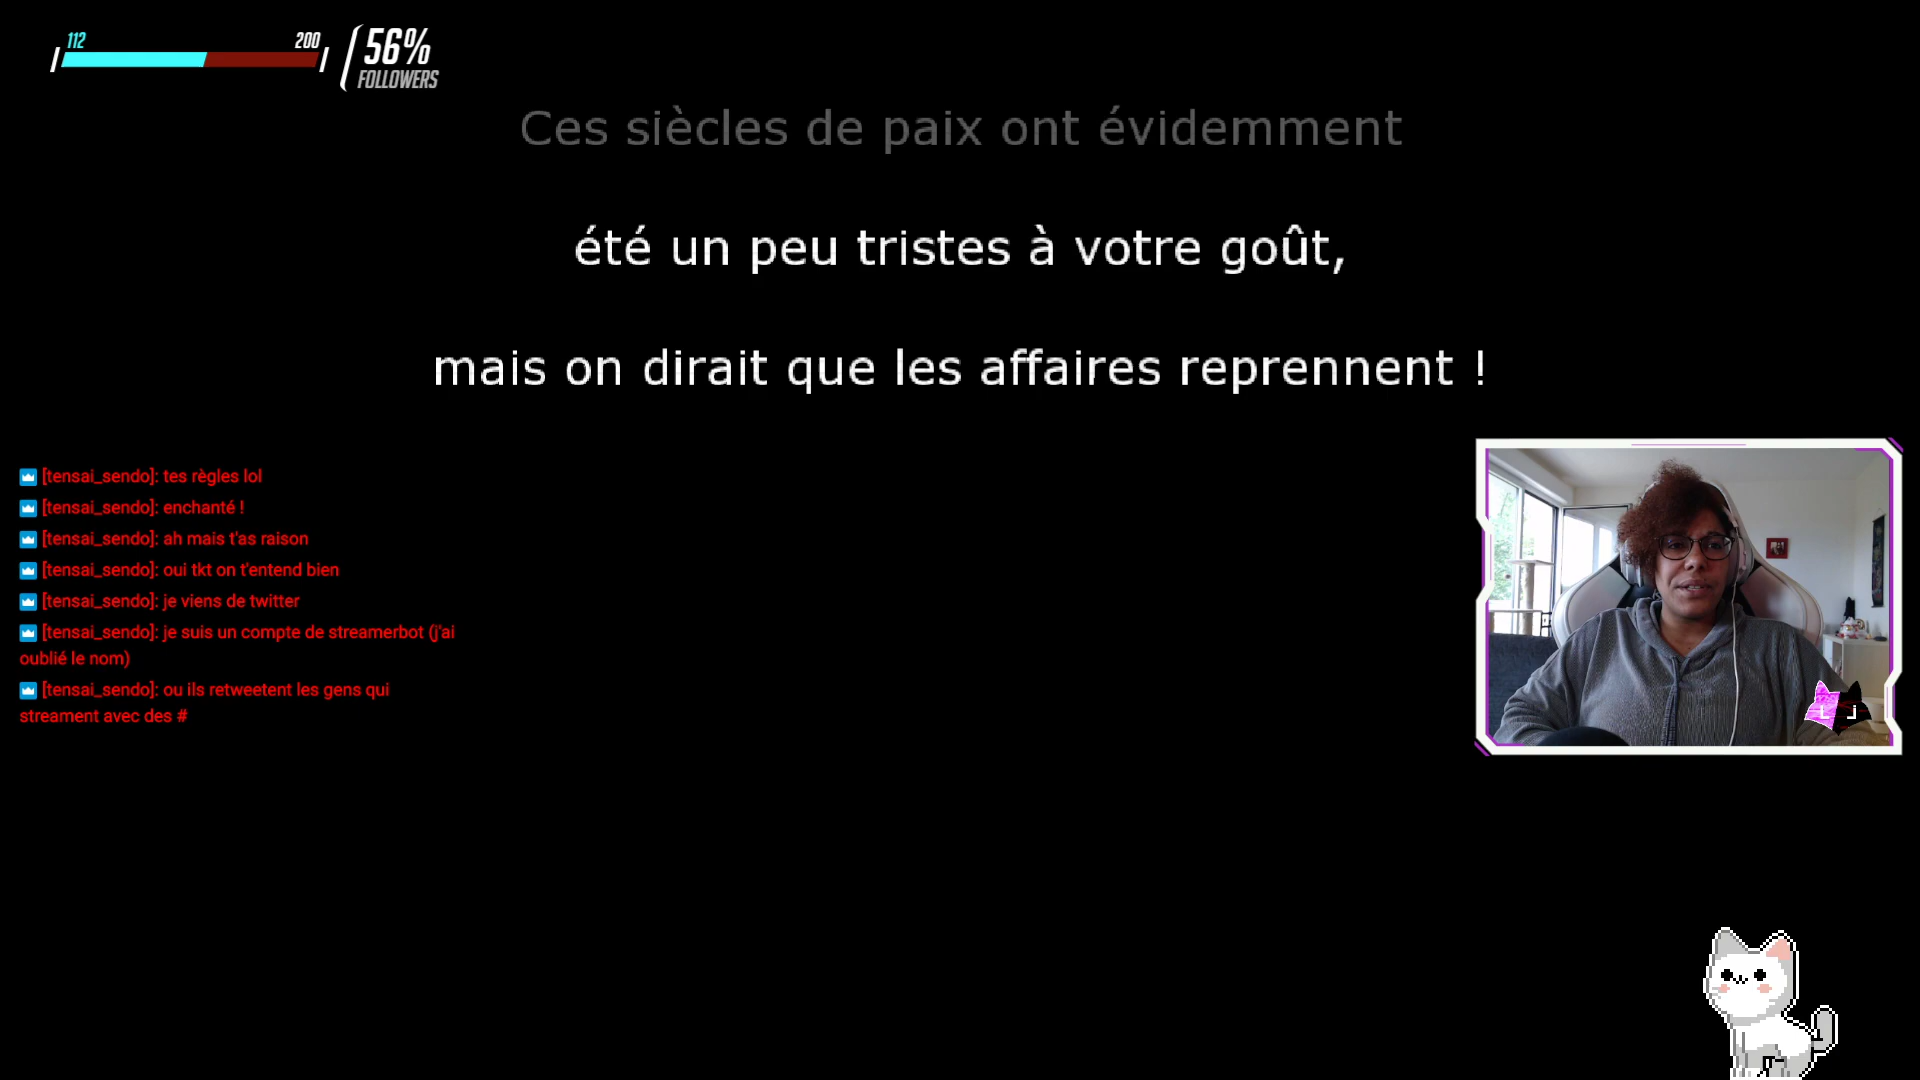 112
200
56%
FOLLOWERS
Ces siècles de paix ont évidemment
été un peu tristes à votre goût,
mais on dirait que les affaires reprennent !
[tensai_sendo]: tes règles lol
[tensai_sendo]: enchanté !
[tensai_sendo]: ah mais t'as raison
[tensai_sendo]: oui tkt on t'entend bien
[tensai_sendo]: je viens de twitter
[tensai_sendo]: je suis un compte de streamerbot (j'ai
oublié le nom)
[tensai_sendo]: ou ils retweetent les gens qui
streament avec des #
L J